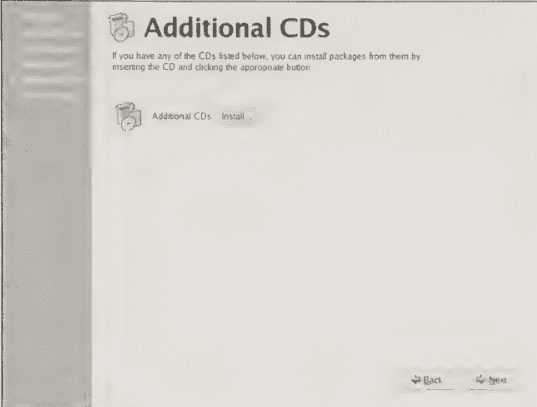 Additional CDs
If you have any of the CDs listed below, you can install packages from them by
inserting the CD and clicking the appropriate button
Additional CDs Install...
Back Next